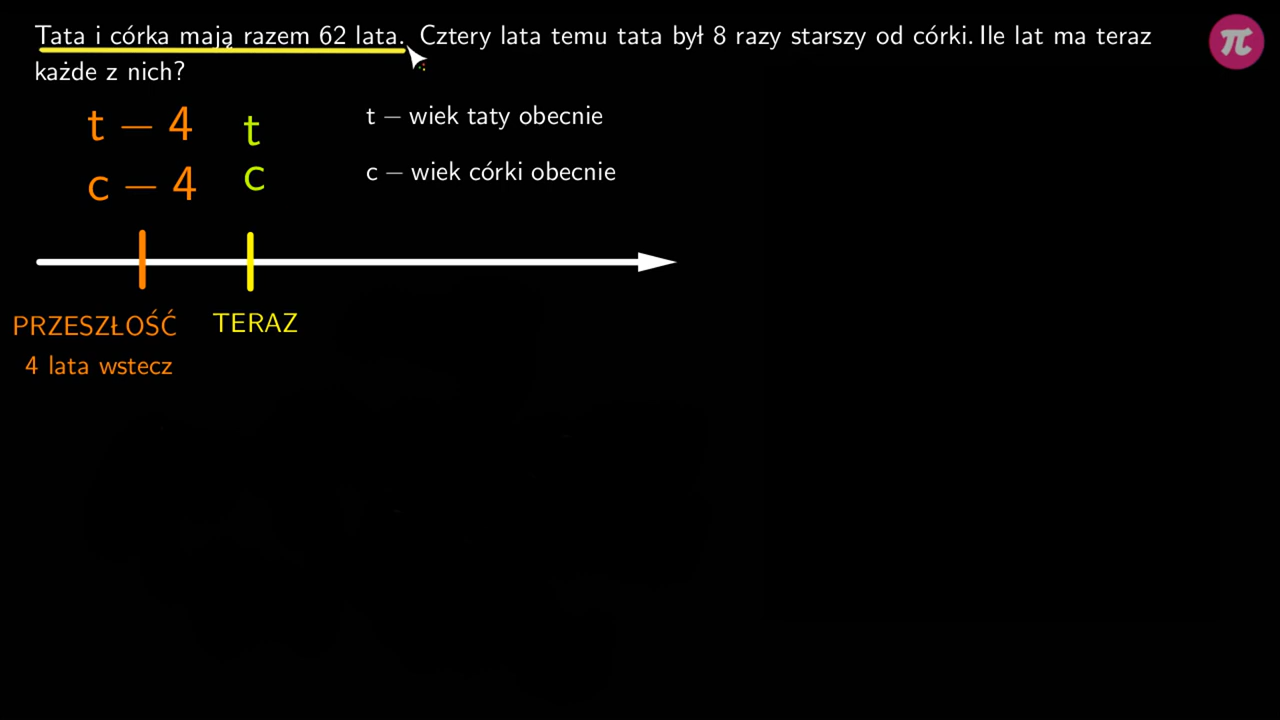 Tata i córka mają razem 62 lata. Cztery lata temu tata był 8 razy starszy od córki. Ile lat ma teraz
każde z nich?
t – 4 t t – wiek taty obecnie
c – 4 c c – wiek córki obecnie
PRZESZŁOŚĆ TERAZ
4 lata wstecz
π